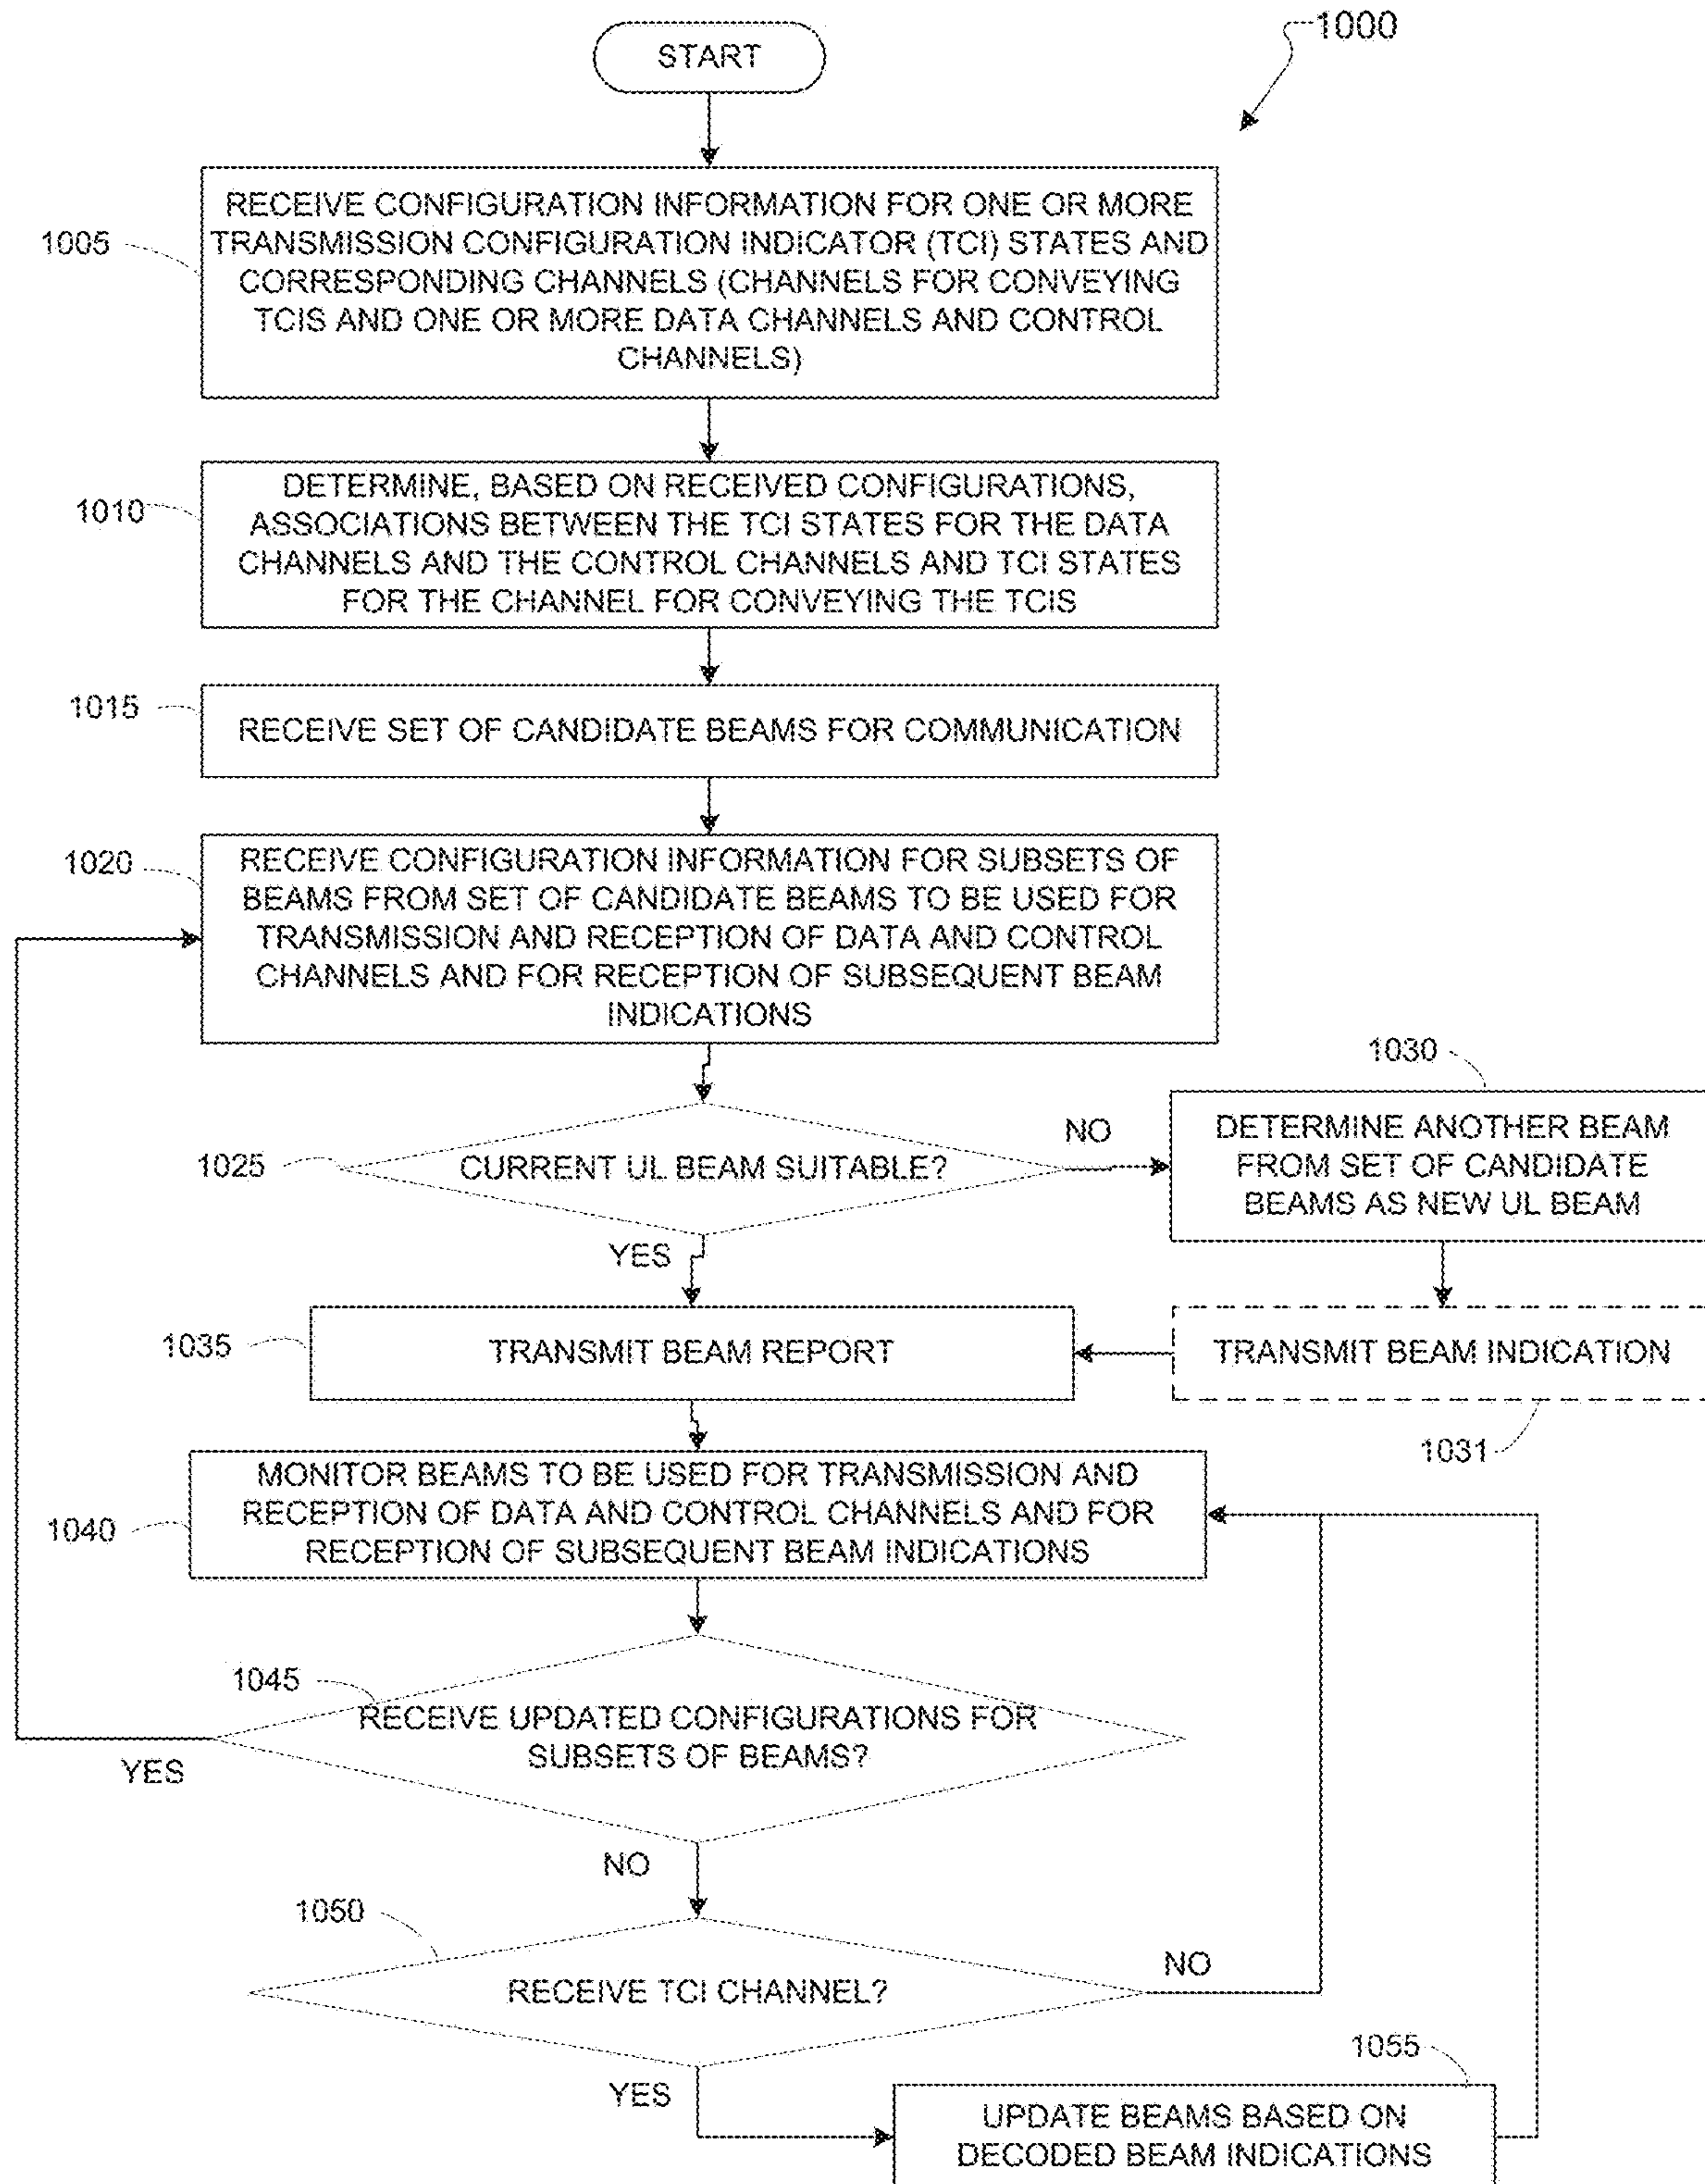 1000
START
1005
RECEIVE CONFIGURATION INFORMATION FOR ONE OR MORE
TRANSMISSION CONFIGURATION INDICATOR (TCI) STATES AND
CORRESPONDING CHANNELS (CHANNELS FOR CONVEYING
TCIS AND ONE OR MORE DATA CHANNELS AND CONTROL
CHANNELS)
1010
DETERMINE, BASED ON RECEIVED CONFIGURATIONS,
ASSOCIATIONS BETWEEN THE TCI STATES FOR THE DATA
CHANNELS AND THE CONTROL CHANNELS AND TCI STATES
FOR THE CHANNEL FOR CONVEYING THE TCIS
1015
RECEIVE SET OF CANDIDATE BEAMS FOR COMMUNICATION
1020
RECEIVE CONFIGURATION INFORMATION FOR SUBSETS OF
BEAMS FROM SET OF CANDIDATE BEAMS TO BE USED FOR
TRANSMISSION AND RECEPTION OF DATA AND CONTROL
CHANNELS AND FOR RECEPTION OF SUBSEQUENT BEAM
INDICATIONS
1025
CURRENT UL BEAM SUITABLE?
NO
YES
1030
DETERMINE ANOTHER BEAM
FROM SET OF CANDIDATE
BEAMS AS NEW UL BEAM
1035
TRANSMIT BEAM REPORT
TRANSMIT BEAM INDICATION
1031
1040
MONITOR BEAMS TO BE USED FOR TRANSMISSION AND
RECEPTION OF DATA AND CONTROL CHANNELS AND FOR
RECEPTION OF SUBSEQUENT BEAM INDICATIONS
1045
RECEIVE UPDATED CONFIGURATIONS FOR
SUBSETS OF BEAMS?
YES
NO
1050
RECEIVE TCI CHANNEL?
NO
YES
1055
UPDATE BEAMS BASED ON
DECODED BEAM INDICATIONS